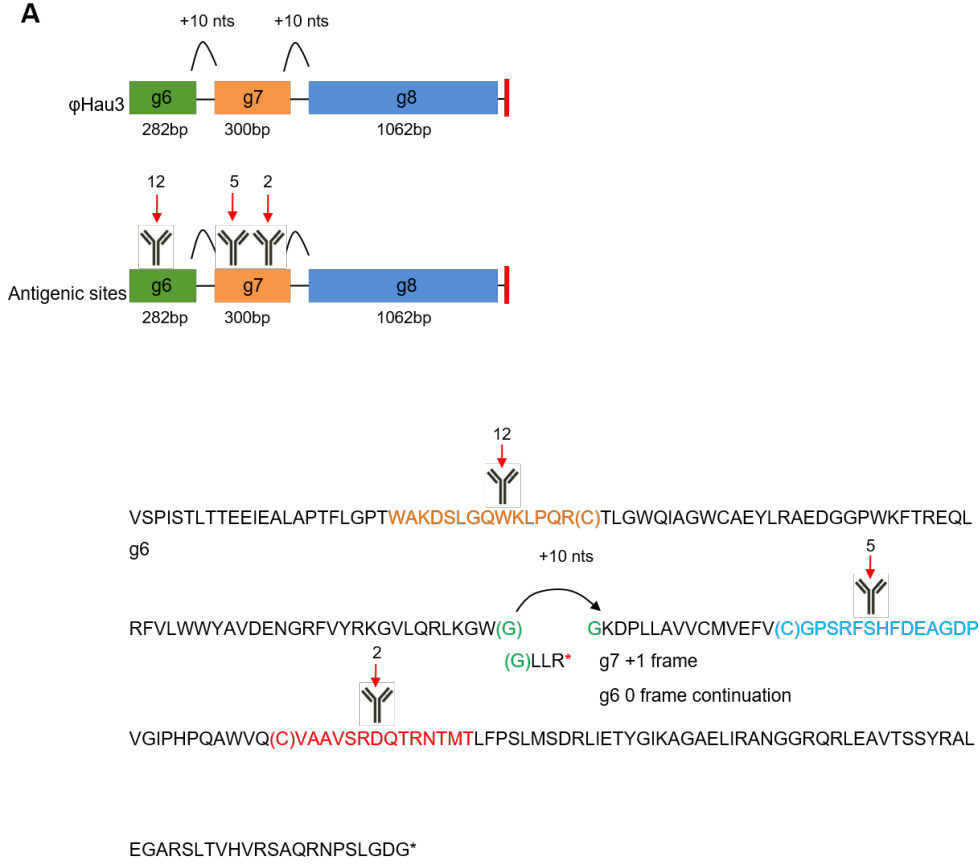 A
+10 nts +10 nts
φHau3 g6 g7 g8
282bp 300bp 1062bp
12 5 2
Antigenic sites g6 g7 g8
282bp 300bp 1062bp
12
VSPISTLTTEEIEALAPTFLGPTWAKDSLGQWKLPQR(C)TLGWQIAGWCAEYLRAEDGGPWKFTREQL
g6
+10 nts
5
RFVLWWYAVDENGRFVYRKGVLQRLKGW(G) GKDPLLAVVCMVEFV(C)GPSRFSHFDEAGDP
(G)LLR* g7 +1 frame
g6 0 frame continuation
2
VGIPHPQAWVQ(C)VAAVSRDQTRNTMTLFPSLMSDRLIETYGIKAGAELIRANGGRQRLEAVTSSYRAL
EGARSLTVHVRSAQRNPSLGDG*